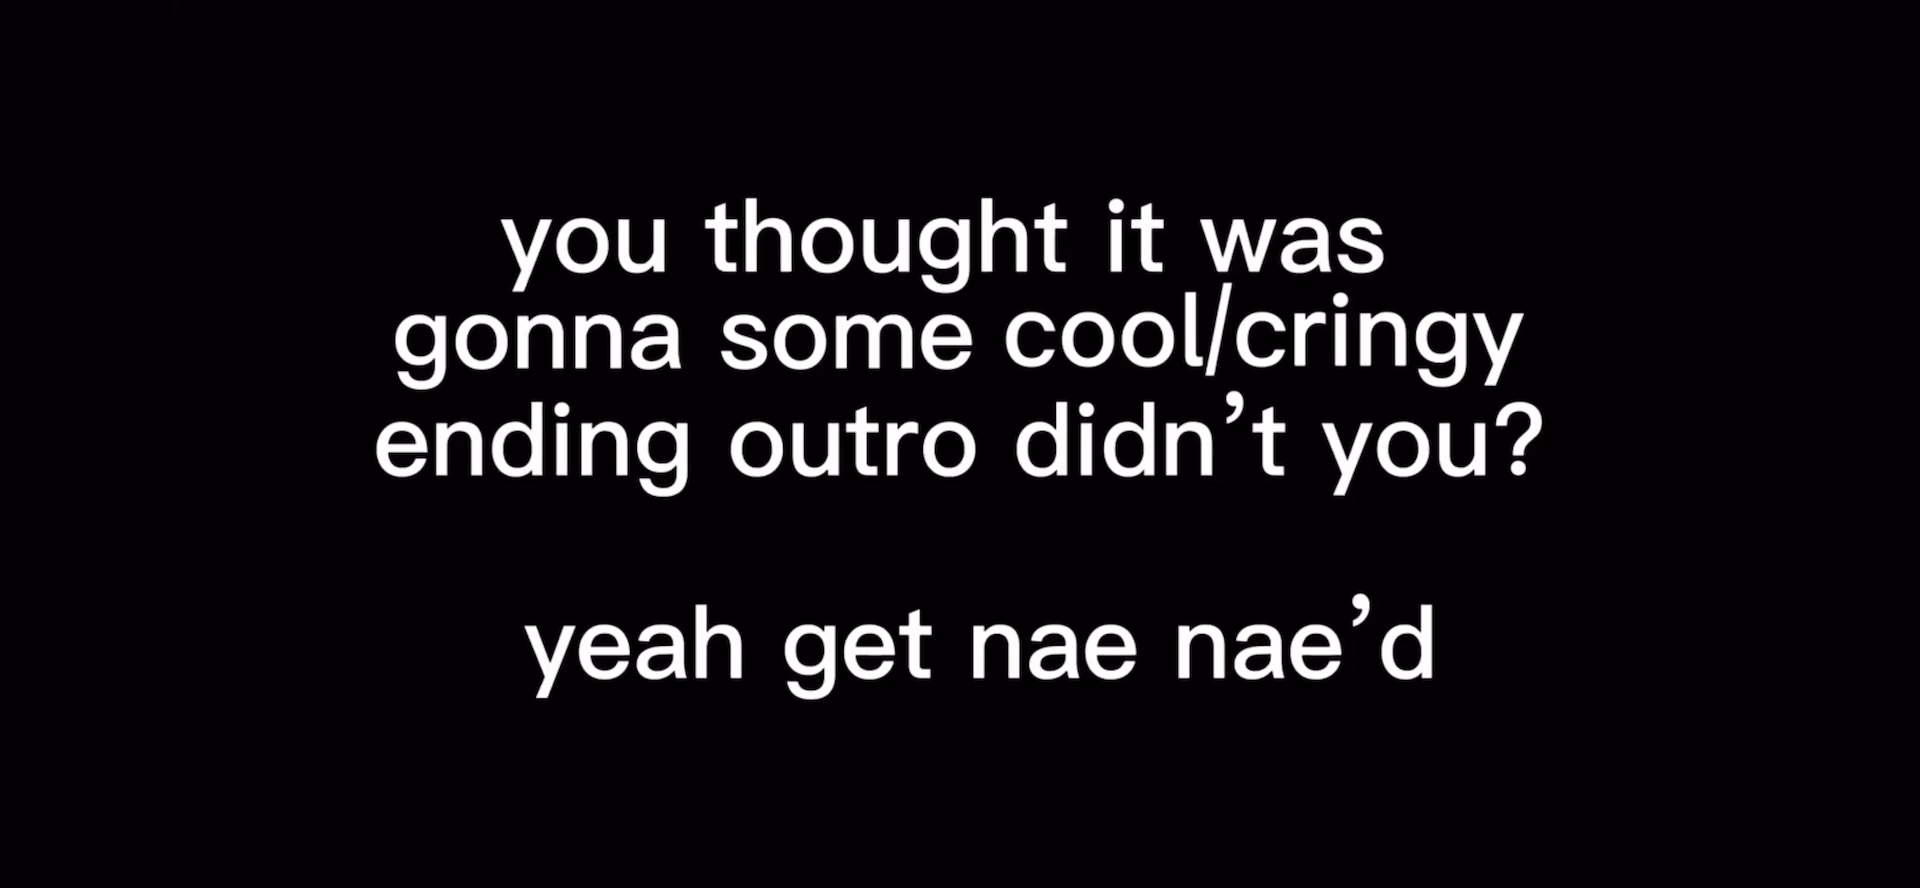 you thought it was
gonna some cool/cringy
ending outro didn’t you?
yeah get nae nae’d